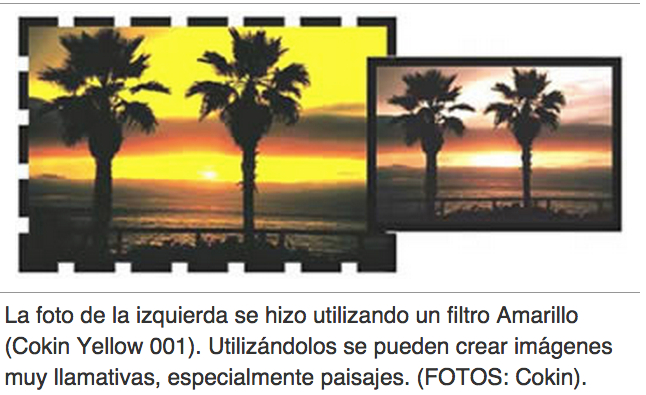 La foto de la izquierda se hizo utilizando un filtro Amarillo
(Cokin Yellow 001). Utilizándolos se pueden crear imágenes
muy llamativas, especialmente paisajes. (FOTOS: Cokin).